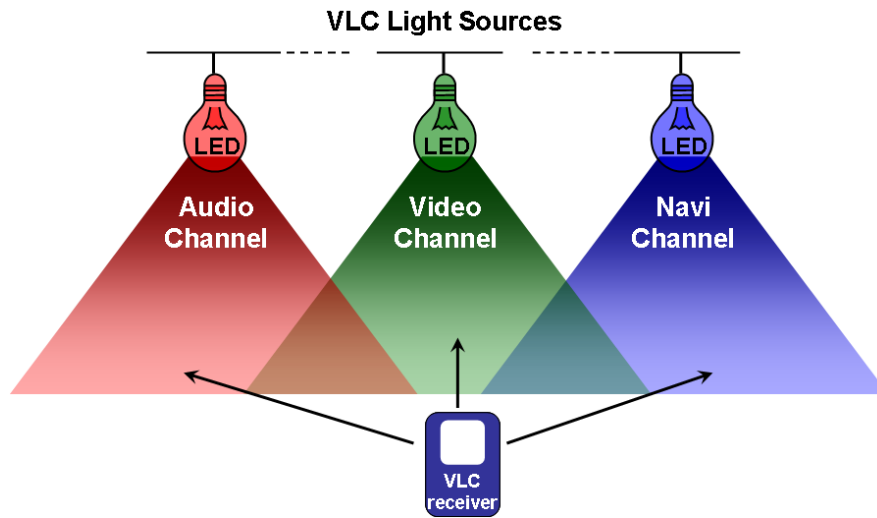 VLC Light Sources
LED
LED
LED
Audio
Channel
Video
Channel
Navi
Channel
VLC
receiver